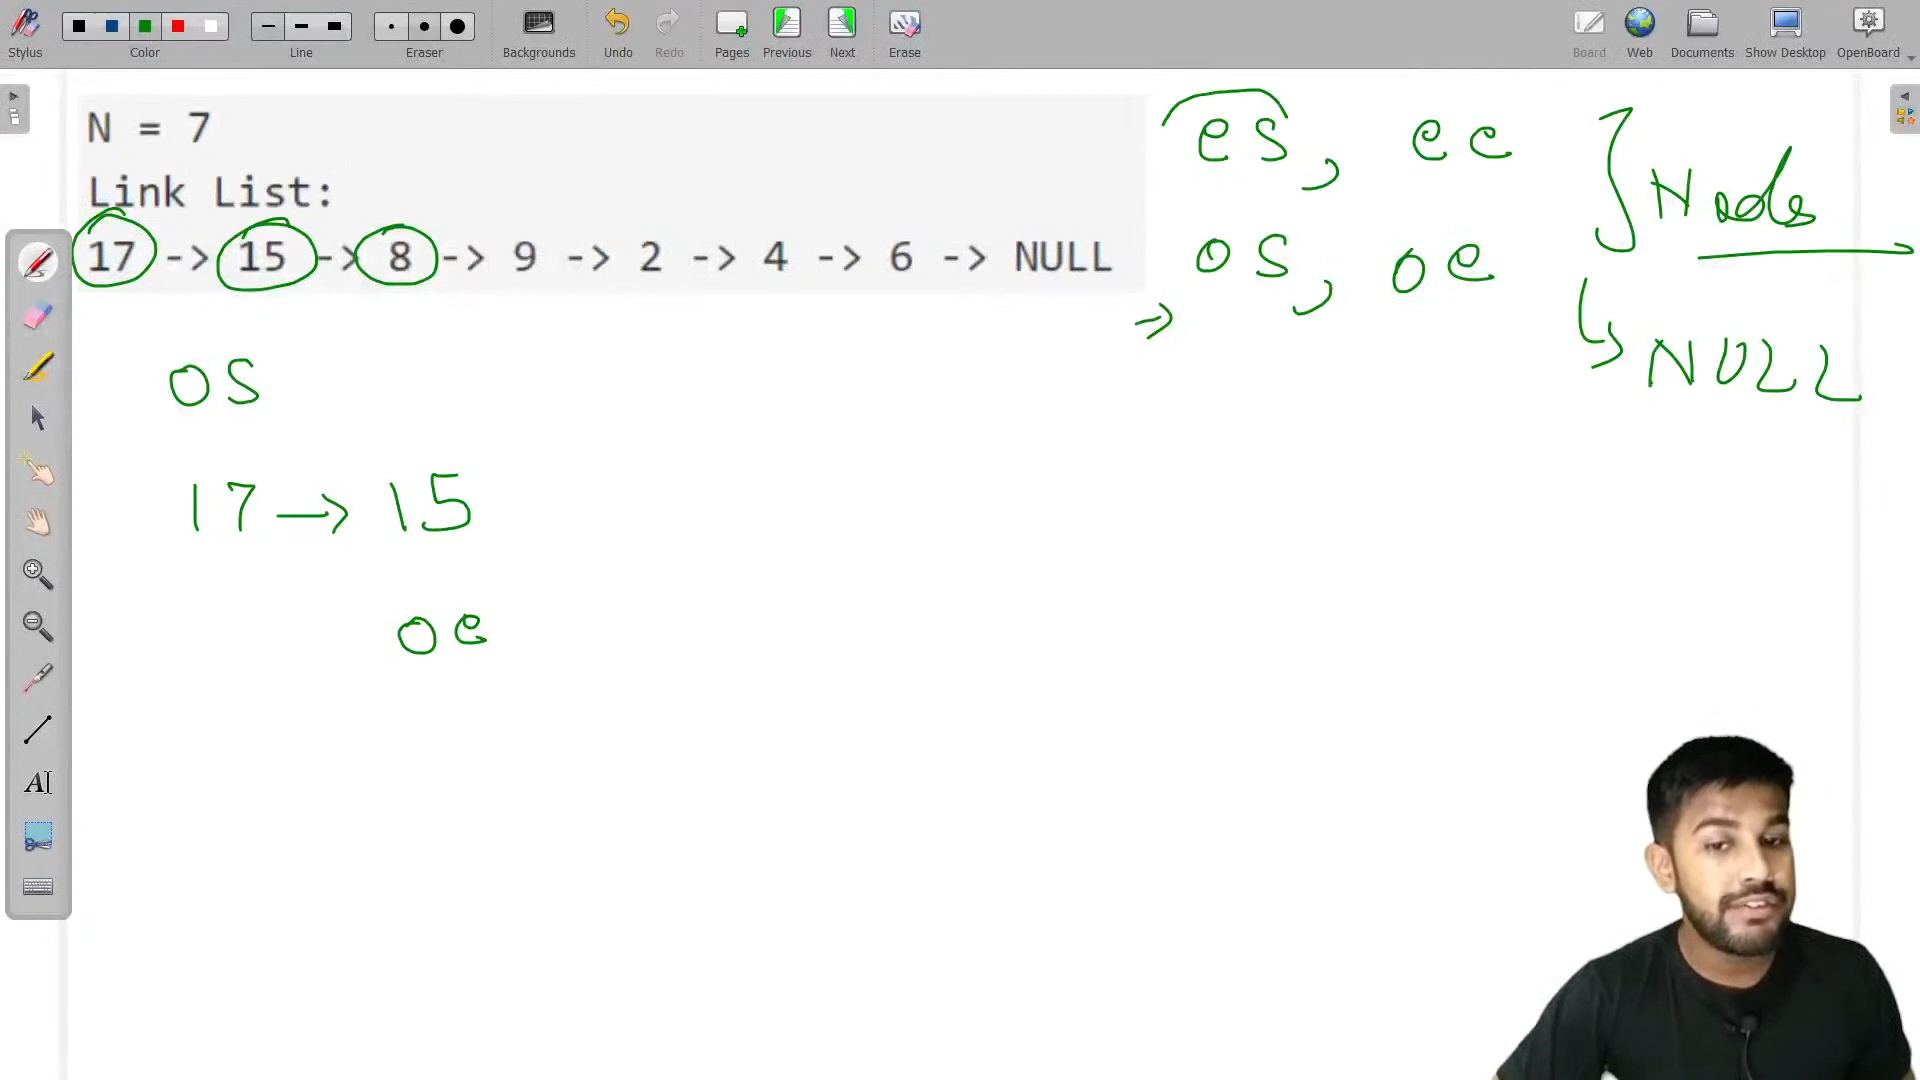 Stylus Color Line Eraser Backgrounds Undo Redo Pages Previous Next Erase Board Web Documents Show Desktop OpenBoard
N = 7
Link List:
17 -> 15 -> 8 -> 9 -> 2 -> 4 -> 6 -> NULL
es, ee
os, oe
Nodes
NULL
os
17 → 15
oe